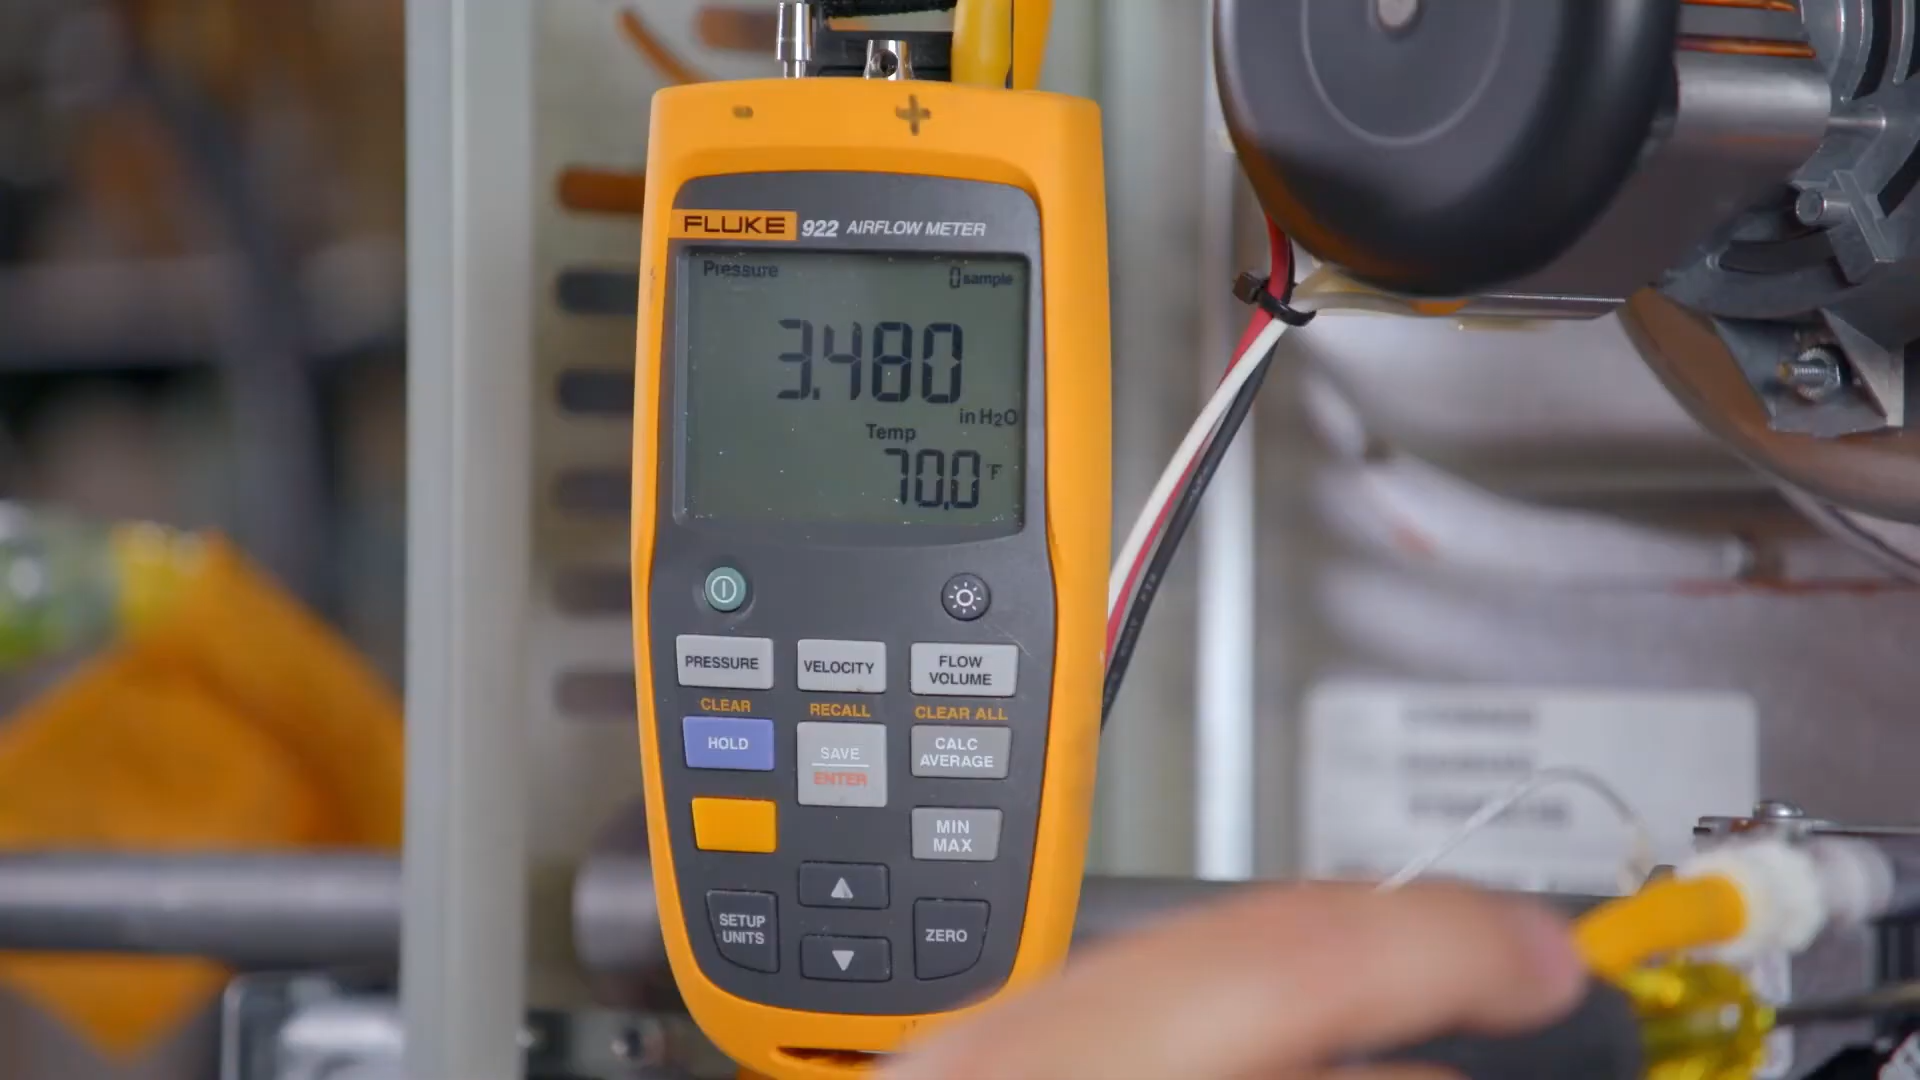 - +
FLUKE 922 AIRFLOW METER
Pressure 0 sample
3.480
in H2O
Temp
70.0 °F
PRESSURE VELOCITY FLOW VOLUME
CLEAR RECALL CLEAR ALL
HOLD SAVE ENTER CALC AVERAGE
MIN MAX
SETUP UNITS ZERO